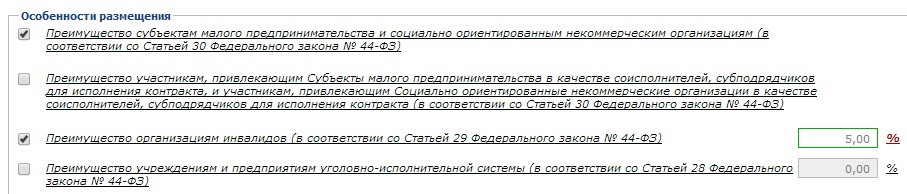 Особенности размещения
Преимущество субъектам малого предпринимательства и социально ориентированным некоммерческим организациям (в
соответствии со Статьей 30 Федерального закона № 44-ФЗ)
Преимущество участникам, привлекающим Субъекты малого предпринимательства в качестве соисполнителей, субподрядчиков
для исполнения контракта, и участникам, привлекающим Социально ориентированные некоммерческие организации в качестве
соисполнителей, субподрядчиков для исполнения контракта (в соответствии со Статьей 30 Федерального закона № 44-ФЗ)
Преимущество организациям инвалидов (в соответствии со Статьей 29 Федерального закона № 44-ФЗ) 5,00 %
Преимущество учреждениям и предприятиям уголовно-исполнительной системы (в соответствии со Статьей 28 Федерального 0,00 %
закона № 44-ФЗ)